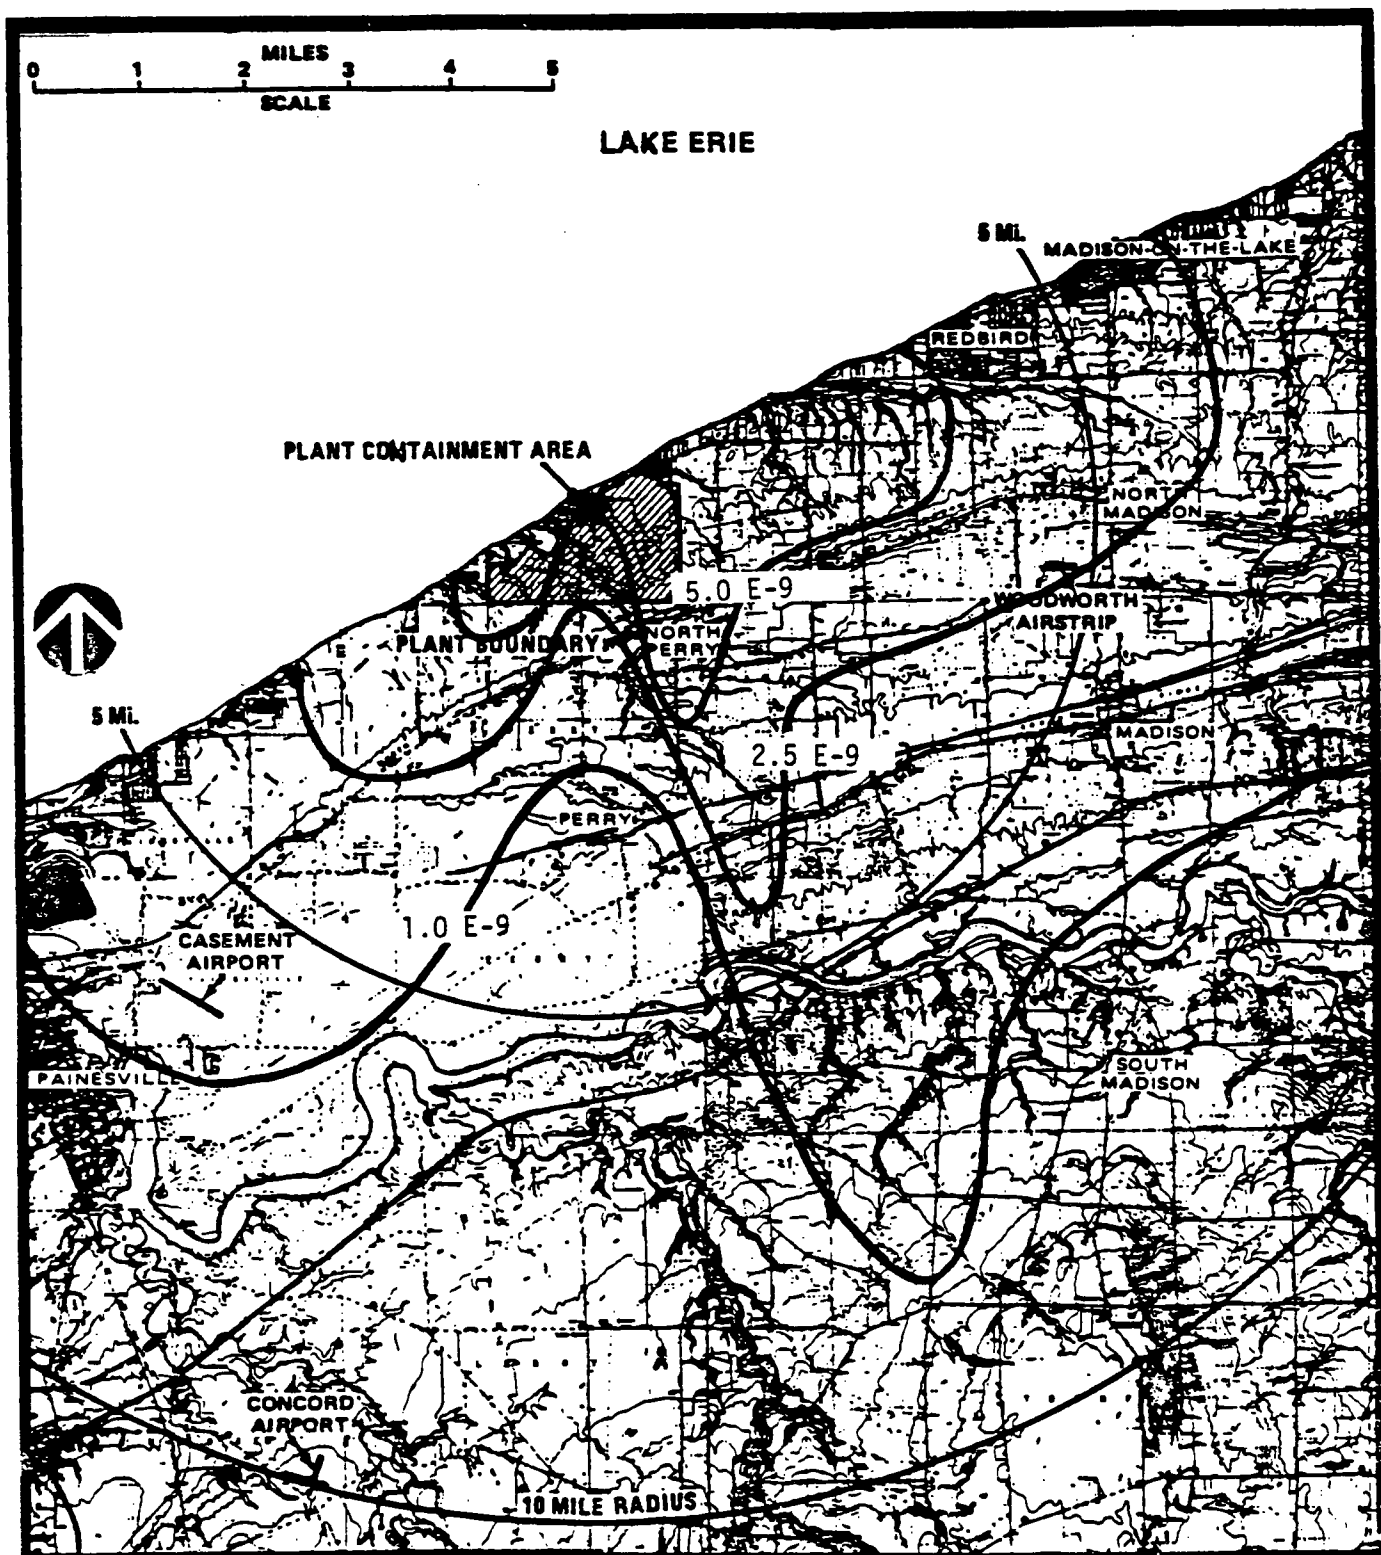 MILES
0 1 2 3 4 5
SCALE
LAKE ERIE
5 Mi.
MADISON-ON-THE-LAKE
REDBIRD
PLANT CONTAINMENT AREA
NORTH
MADISON
5.0 E-9
WOODWORTH
AIRSTRIP
NORTH
PERRY
PLANT BOUNDARY
5 Mi.
MADISON
2.5 E-9
PERRY
1.0 E-9
CASEMENT
AIRPORT
SOUTH
MADISON
PAINESVILLE
CONCORD
AIRPORT
10 MILE RADIUS